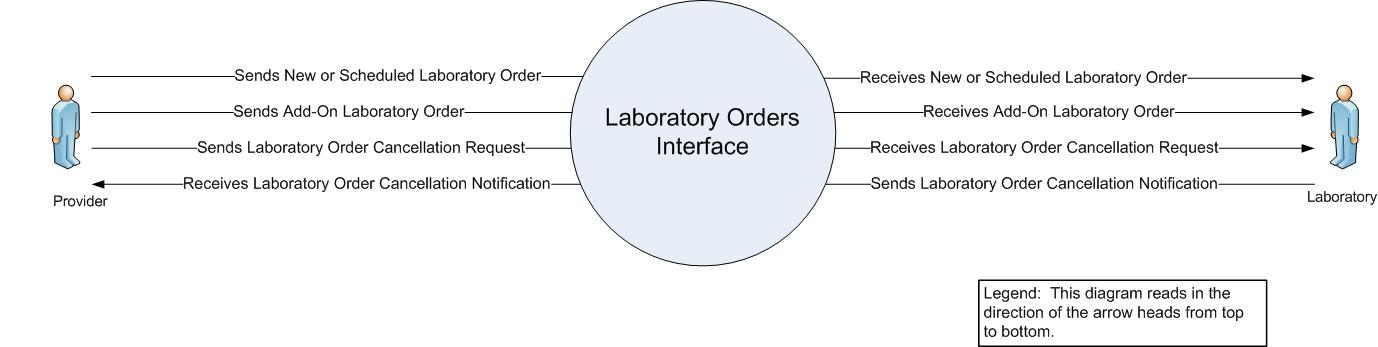 Sends New or Scheduled Laboratory Order
Receives New or Scheduled Laboratory Order
Sends Add-On Laboratory Order
Receives Add-On Laboratory Order
Laboratory Orders
Interface
Sends Laboratory Order Cancellation Request
Receives Laboratory Order Cancellation Request
Receives Laboratory Order Cancellation Notification
Sends Laboratory Order Cancellation Notification
Provider
Laboratory
Legend: This diagram reads in the
direction of the arrow heads from top
to bottom.